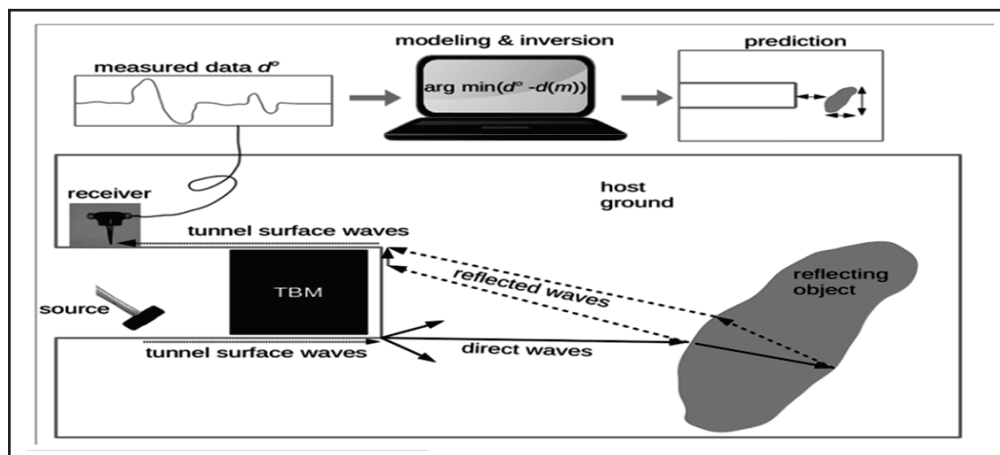 modeling & inversion
prediction
measured data d°
arg min(d° -d(m))
receiver
host
ground
tunnel surface waves
reflected waves
reflecting
object
TBM
source
tunnel surface waves
direct waves